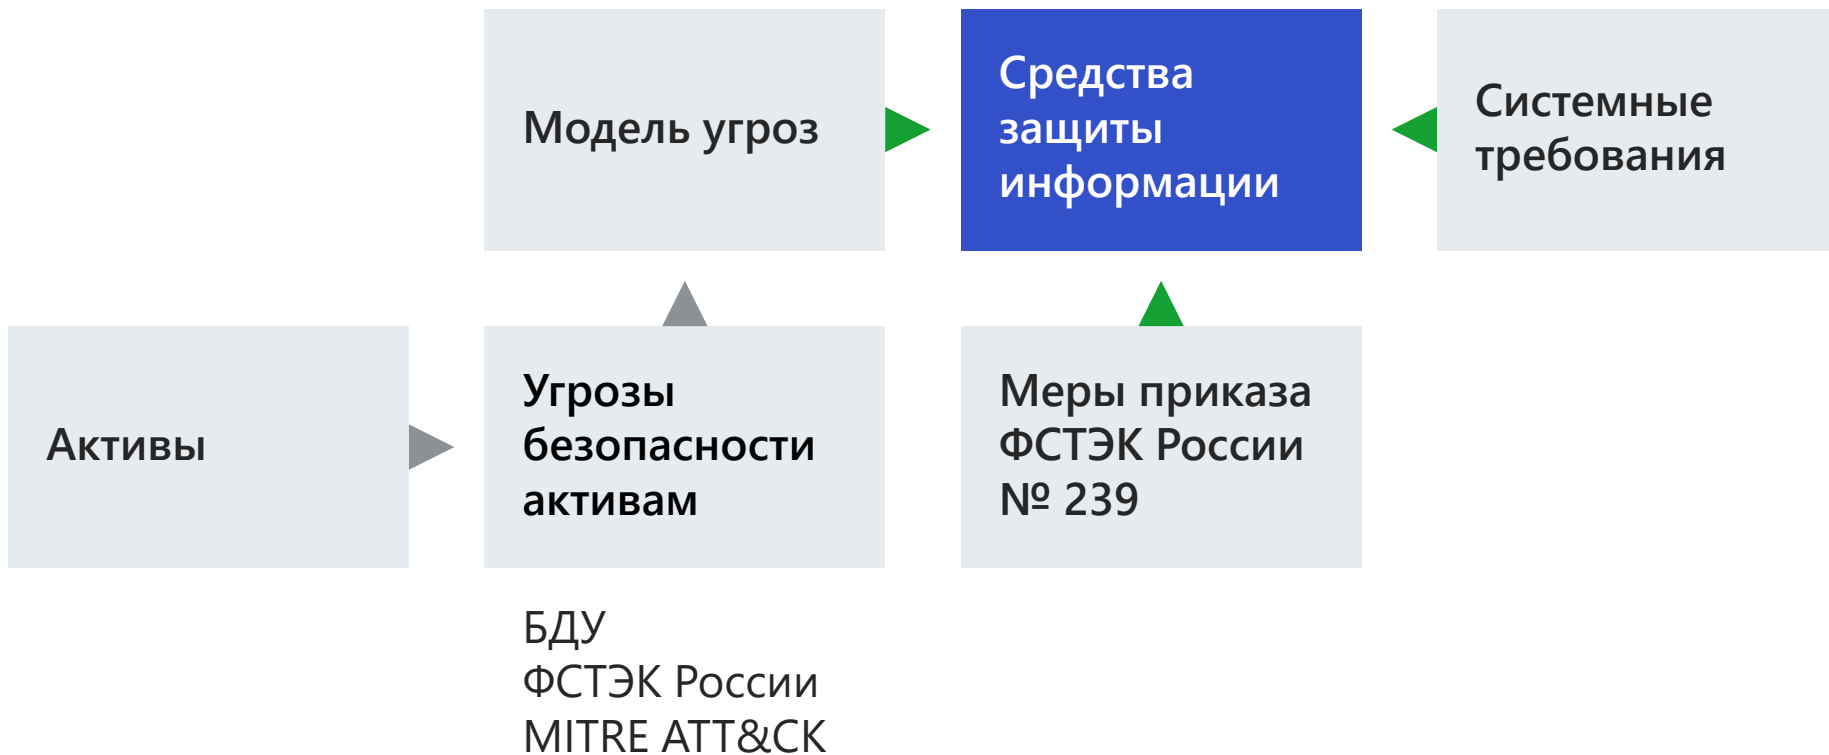 Модель угроз
Средства
защиты
информации
Системные
требования
Активы
Угрозы
безопасности
активам
Меры приказа
ФСТЭК России
№ 239
БДУ
ФСТЭК России
MITRE ATT&CK